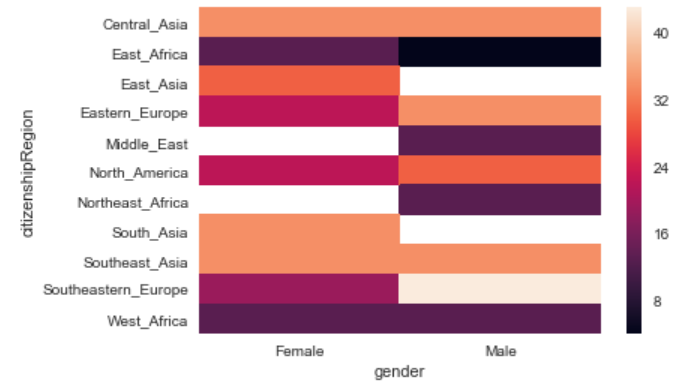 Central_Asia
East_Africa
East_Asia
Eastern_Europe
Middle_East
North_America
Northeast_Africa
South_Asia
Southeast_Asia
Southeastern_Europe
West_Africa
citizenshipRegion
Female
Male
gender
40
32
24
16
8